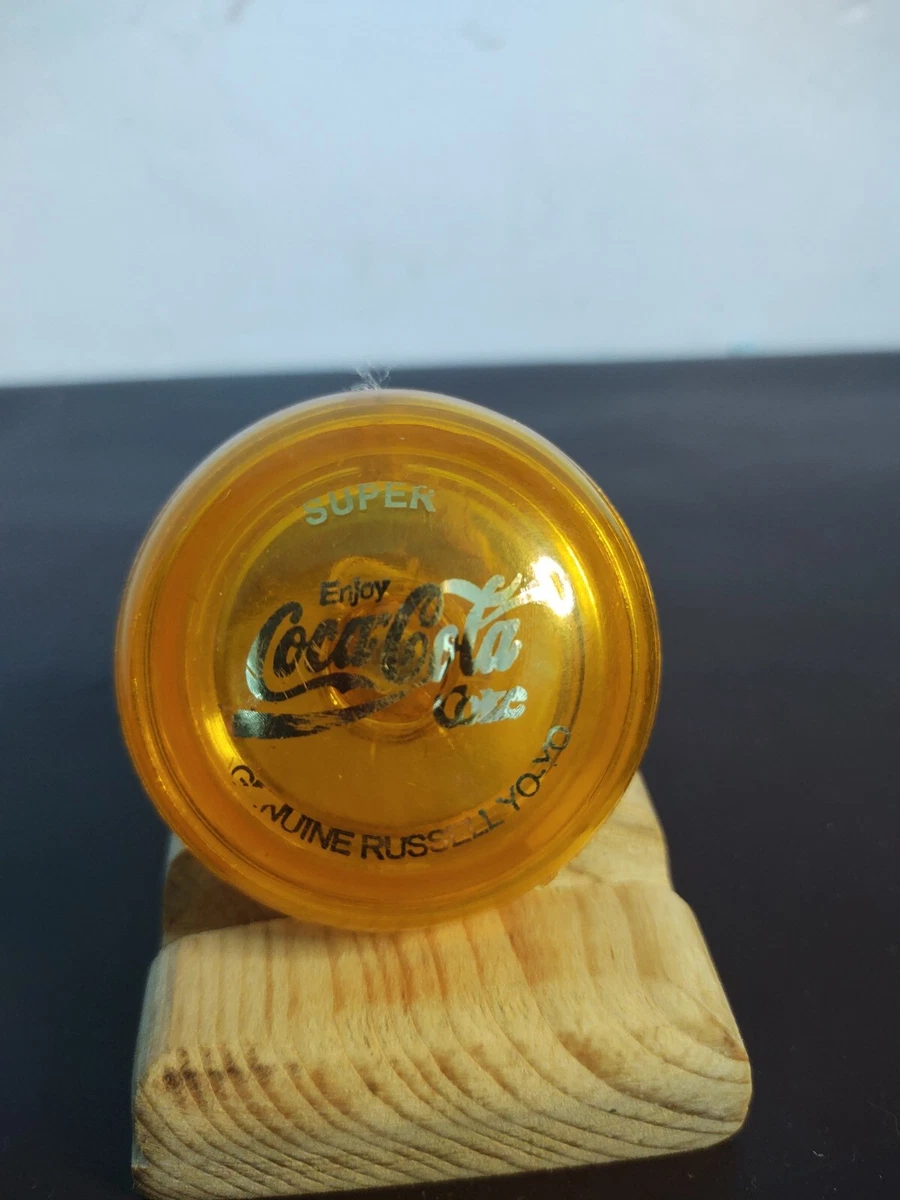 SUPER
Enjoy
Coca-Cola
Coke
GENUINE RUSSELL YO-YO